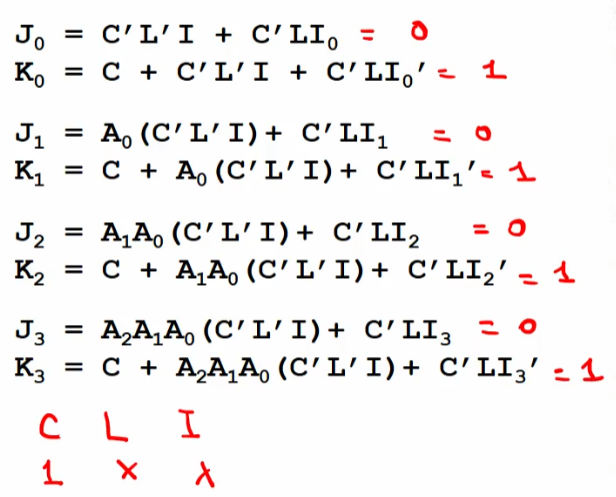 J₀ = C'L'I + C'LI₀ = 0
K₀ = C + C'L'I + C'LI₀' = 1
J₁ = A₀(C'L'I)+ C'LI₁ = 0
K₁ = C + A₀(C'L'I)+ C'LI₁' = 1
J₂ = A₁A₀(C'L'I)+ C'LI₂ = 0
K₂ = C + A₁A₀(C'L'I)+ C'LI₂' = 1
J₃ = A₂A₁A₀(C'L'I)+ C'LI₃ = 0
K₃ = C + A₂A₁A₀(C'L'I)+ C'LI₃' = 1
C L I
1 x x